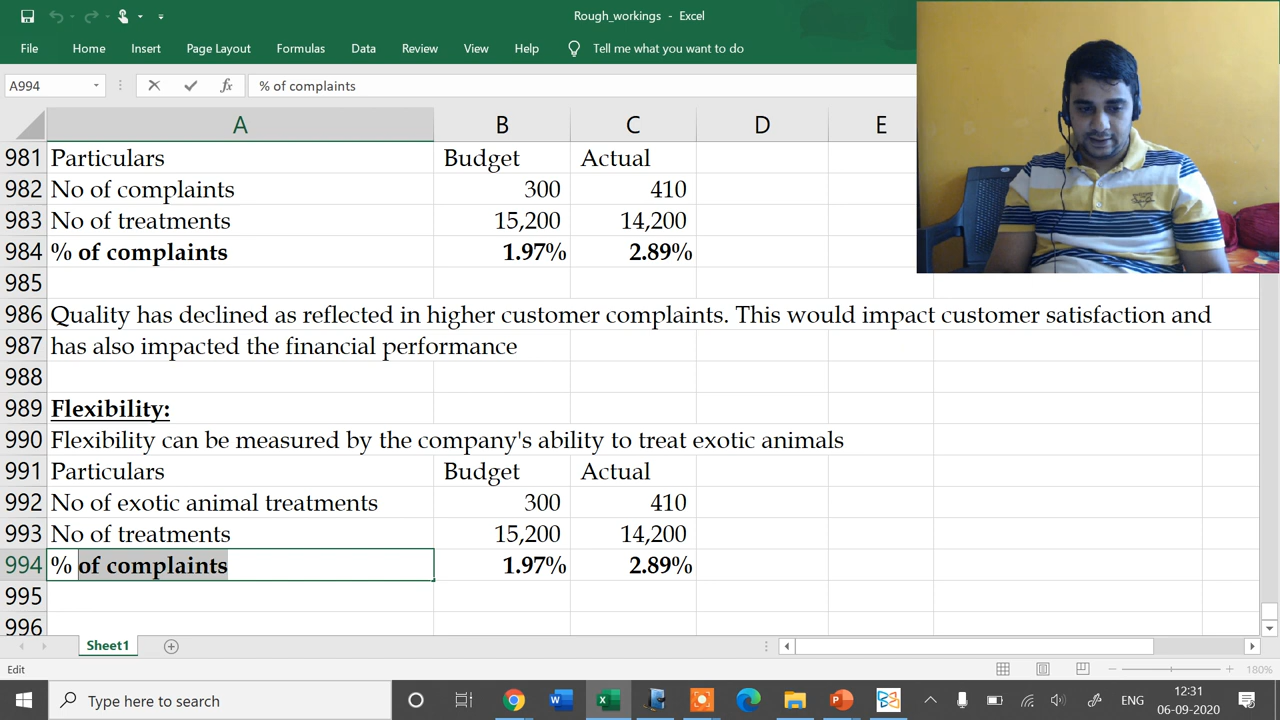 Rough_workings - Excel
File Home Insert Page Layout Formulas Data Review View Help Tell me what you want to do
A994 fx % of complaints
A B C D E
981 Particulars Budget Actual
982 No of complaints 300 410
983 No of treatments 15,200 14,200
984 % of complaints 1.97% 2.89%
985
986 Quality has declined as reflected in higher customer complaints. This would impact customer satisfaction and
987 has also impacted the financial performance
988
989 Flexibility:
990 Flexibility can be measured by the company's ability to treat exotic animals
991 Particulars Budget Actual
992 No of exotic animal treatments 300 410
993 No of treatments 15,200 14,200
994 % of complaints 1.97% 2.89%
995
996
Sheet1
Edit 180%
Type here to search ENG 12:31
06-09-2020